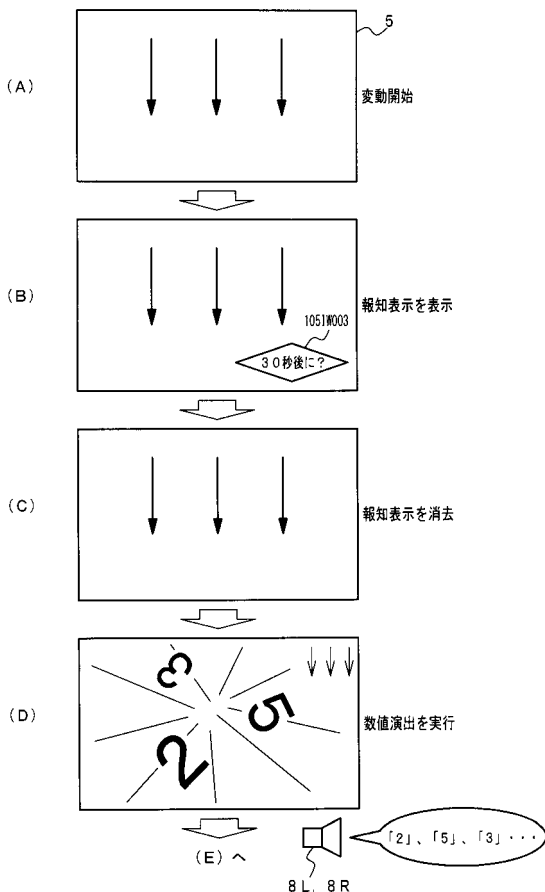 5
(A)
変動開始
(B)
1051W003
30秒後に?
報知表示を表示
(C)
報知表示を消去
(D)
3
5
2
数値演出を実行
(E)へ
「2」、「5」、「3」・・・
8L, 8R